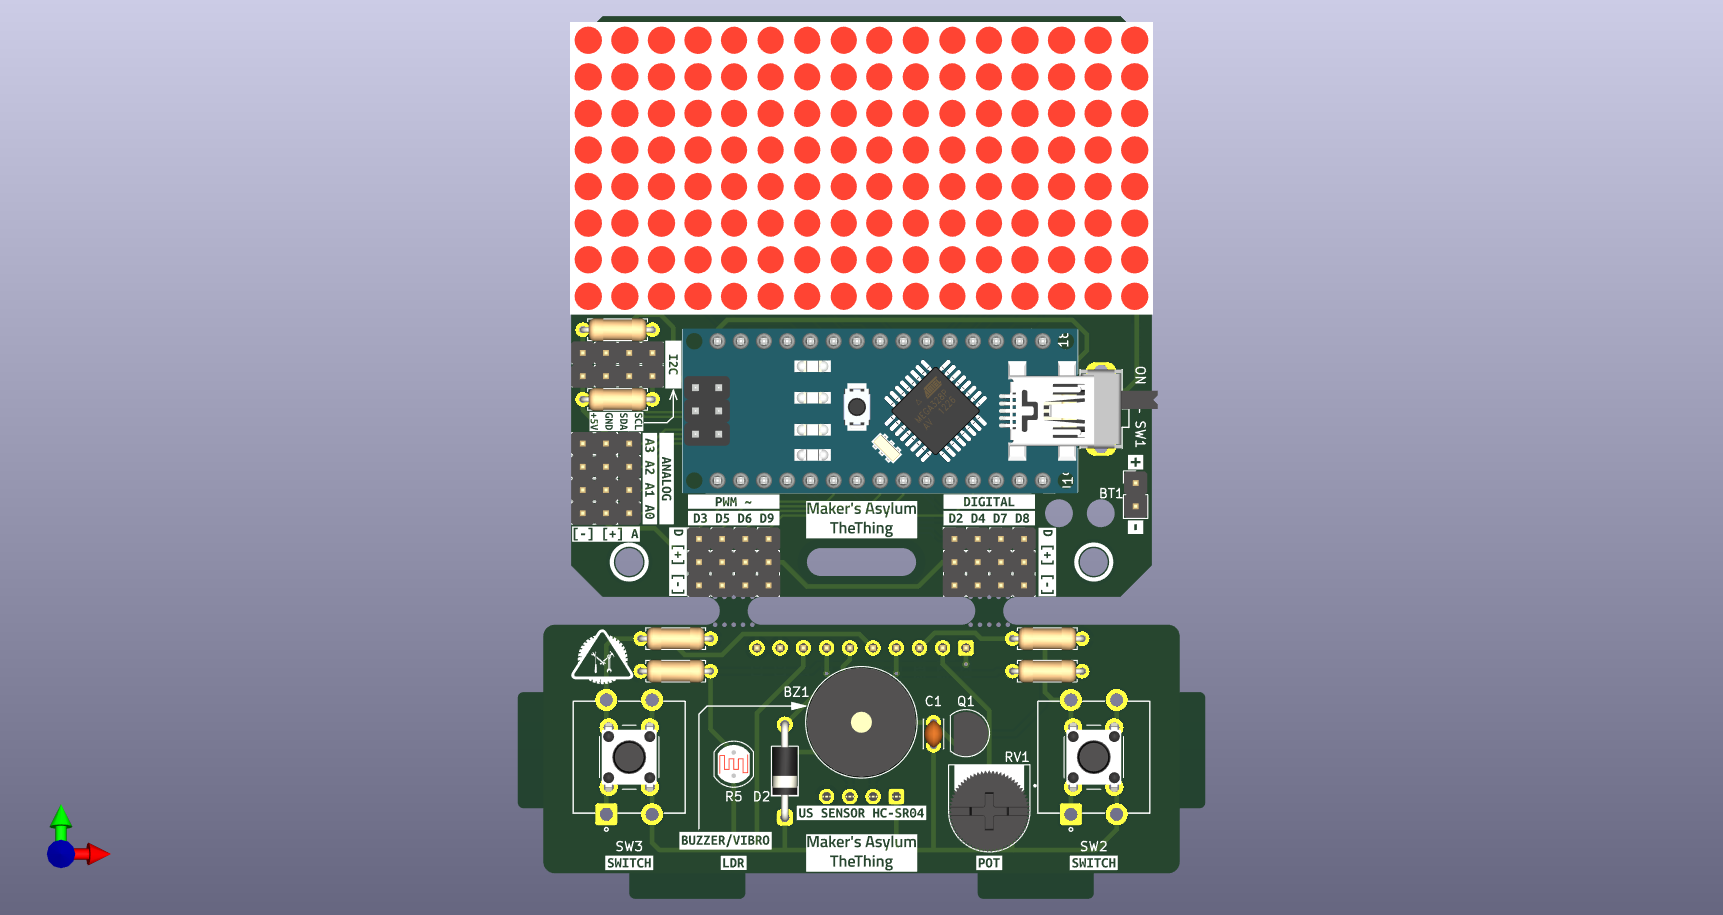 I2C
+5V
GND
SDA
SCL
ON
SW1
+
BT1
-
A3 A2 A1 A0
ANALOG
[-] [+] A
PWM ~
D3 D5 D6 D9
D [+] [-]
Maker's Asylum
TheThing
DIGITAL
D2 D4 D7 D8
D [+] [-]
BZ1
C1
Q1
RV1
R5
D2
US SENSOR HC-SR04
BUZZER/VIBRO
Maker's Asylum
TheThing
SW3
SWITCH
LDR
POT
SW2
SWITCH